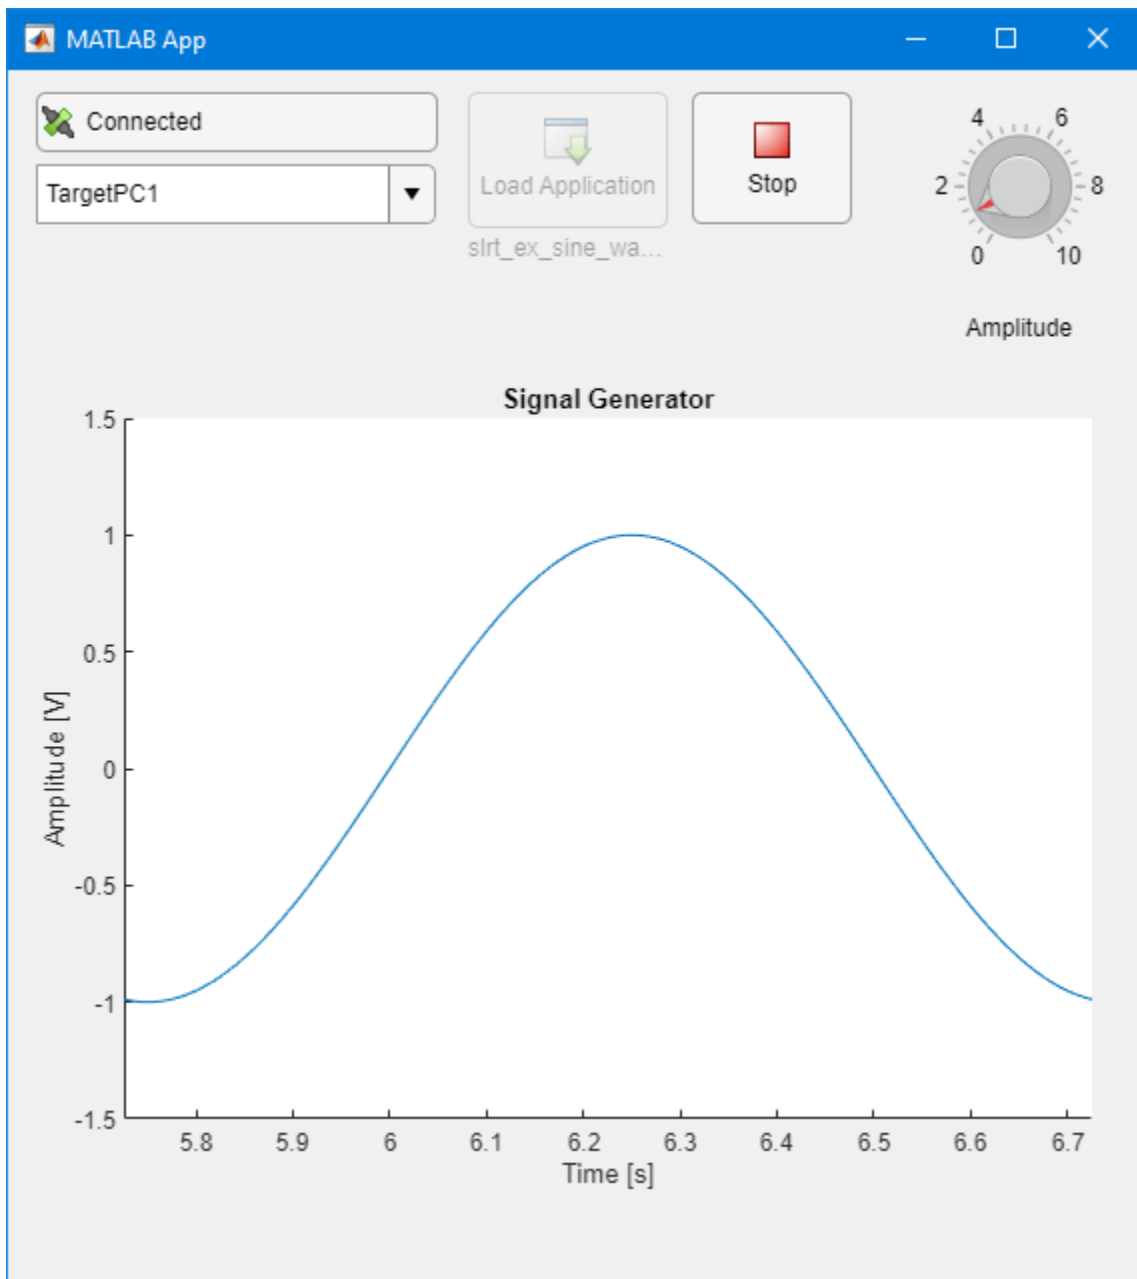 MATLAB App
Connected
TargetPC1
Load Application
slrt_ex_sine_wa...
Stop
4 6
2 8
0 10
Amplitude
Signal Generator
1.5
1
0.5
0
-0.5
-1
-1.5
Amplitude [V]
5.8 5.9 6 6.1 6.2 6.3 6.4 6.5 6.6 6.7
Time [s]